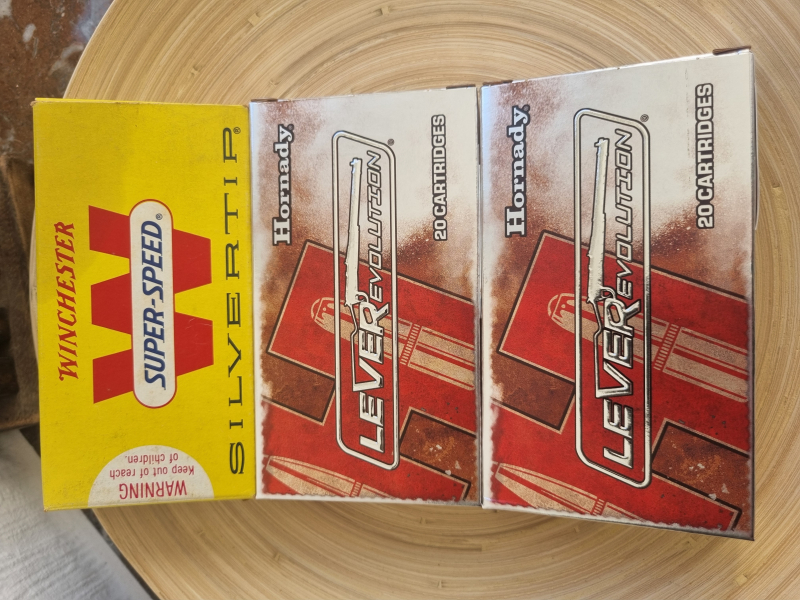 WINCHESTER
W
SUPER-SPEED®
SILVERTIP®
WARNING
Keep out of reach
of children.
Hornady®
LEVEREVOLUTION®
20 CARTRIDGES
Hornady®
LEVEREVOLUTION®
20 CARTRIDGES